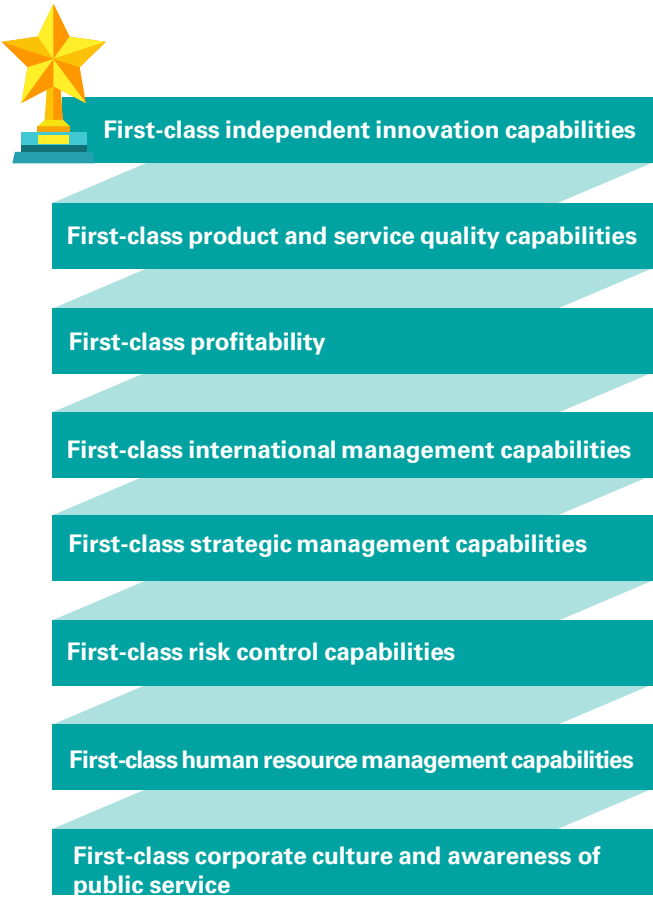 First-class independent innovation capabilities
First-class product and service quality capabilities
First-class profitability
First-class international management capabilities
First-class strategic management capabilities
First-class risk control capabilities
First-class human resource management capabilities
First-class corporate culture and awareness of
public service